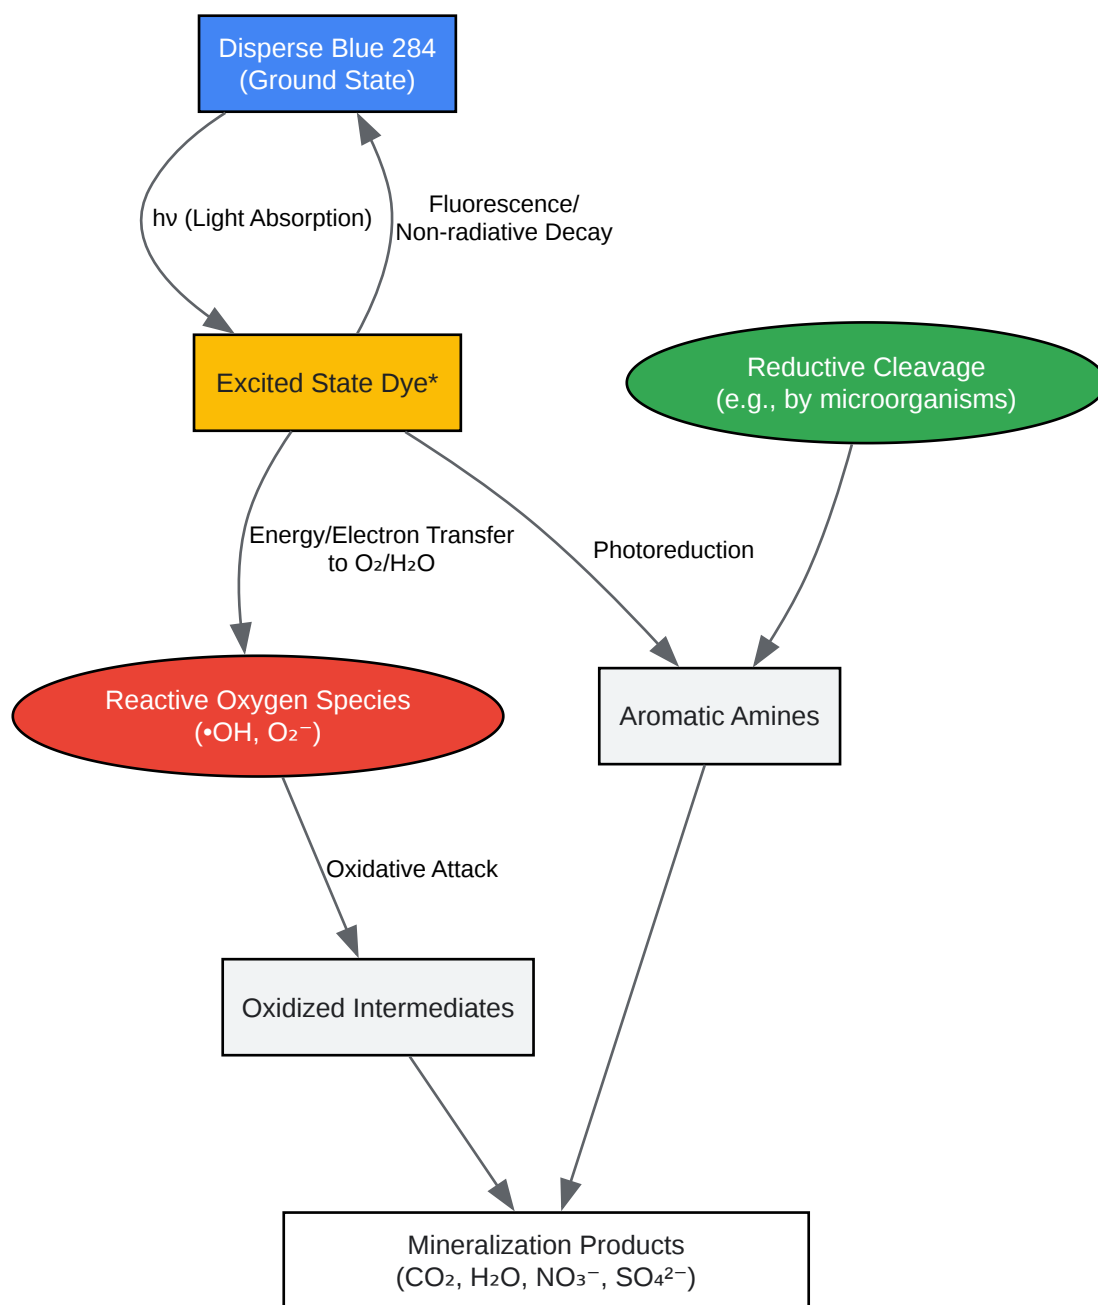 Disperse Blue 284
(Ground State)
hν (Light Absorption)
Fluorescence/
Non-radiative Decay
Excited State Dye*
Reductive Cleavage
(e.g., by microorganisms)
Energy/Electron Transfer
to O₂/H₂O
Photoreduction
Reactive Oxygen Species
(•OH, O₂⁻)
Aromatic Amines
Oxidative Attack
Oxidized Intermediates
Mineralization Products
(CO₂, H₂O, NO₃⁻, SO₄²⁻)